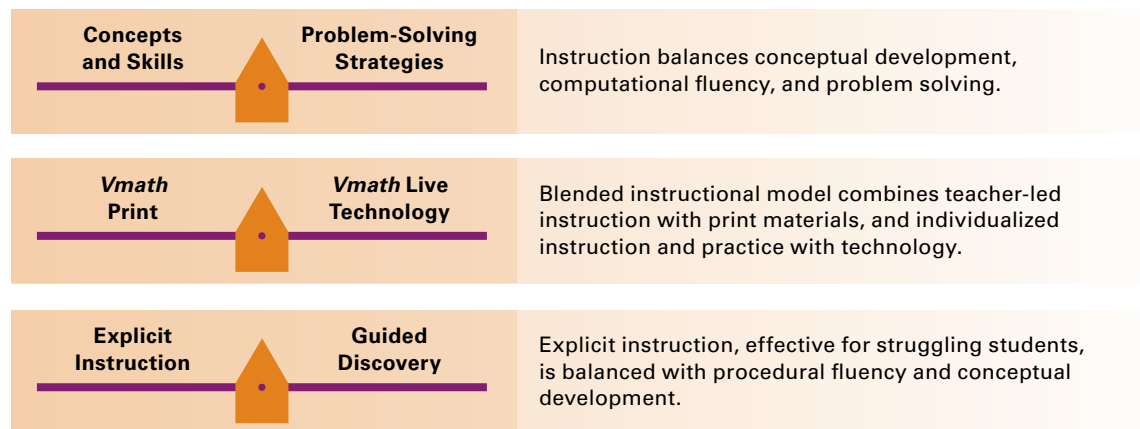 Concepts
and Skills
Problem-Solving
Strategies
Instruction balances conceptual development,
computational fluency, and problem solving.
Vmath
Print
Vmath Live
Technology
Blended instructional model combines teacher-led
instruction with print materials, and individualized
instruction and practice with technology.
Explicit
Instruction
Guided
Discovery
Explicit instruction, effective for struggling students,
is balanced with procedural fluency and conceptual
development.